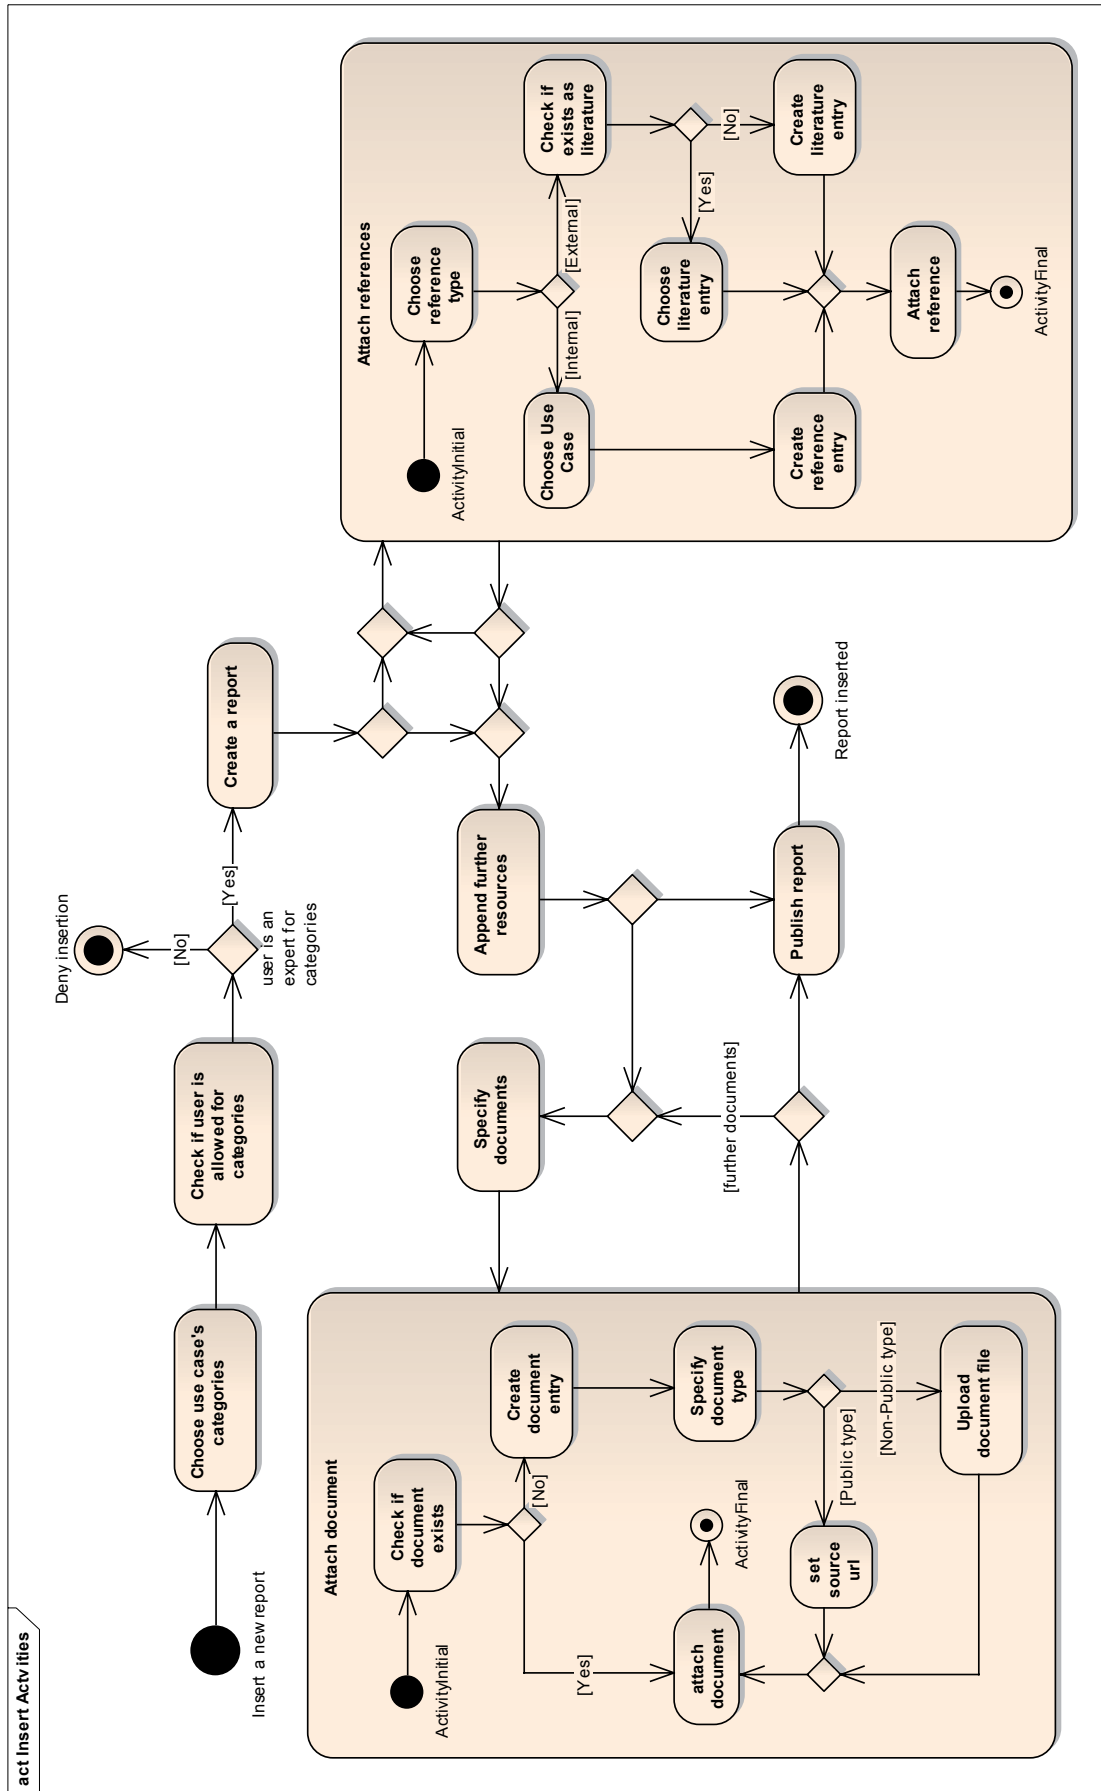 act Insert Actvities
Insert a new report
Choose use case's
categories
Check if user is
allowed for
categories
user is an
expert for
categories
[No]
Deny insertion
[Yes]
Create a report
Attach references
ActivityInitial
Choose
reference
type
[Internal]
[External]
Choose Use
Case
Check if
exists as
literature
[Yes]
[No]
Choose
literature
entry
Create
literature
entry
Create
reference
entry
Attach
reference
ActivityFinal
Append further
resources
Specify
documents
[further documents]
Publish report
Report inserted
Attach document
ActivityInitial
Check if
document
exists
[No]
[Yes]
Create
document
entry
Specify
document
type
[Public type]
[Non-Public type]
set
source
url
Upload
document file
attach
document
ActivityFinal